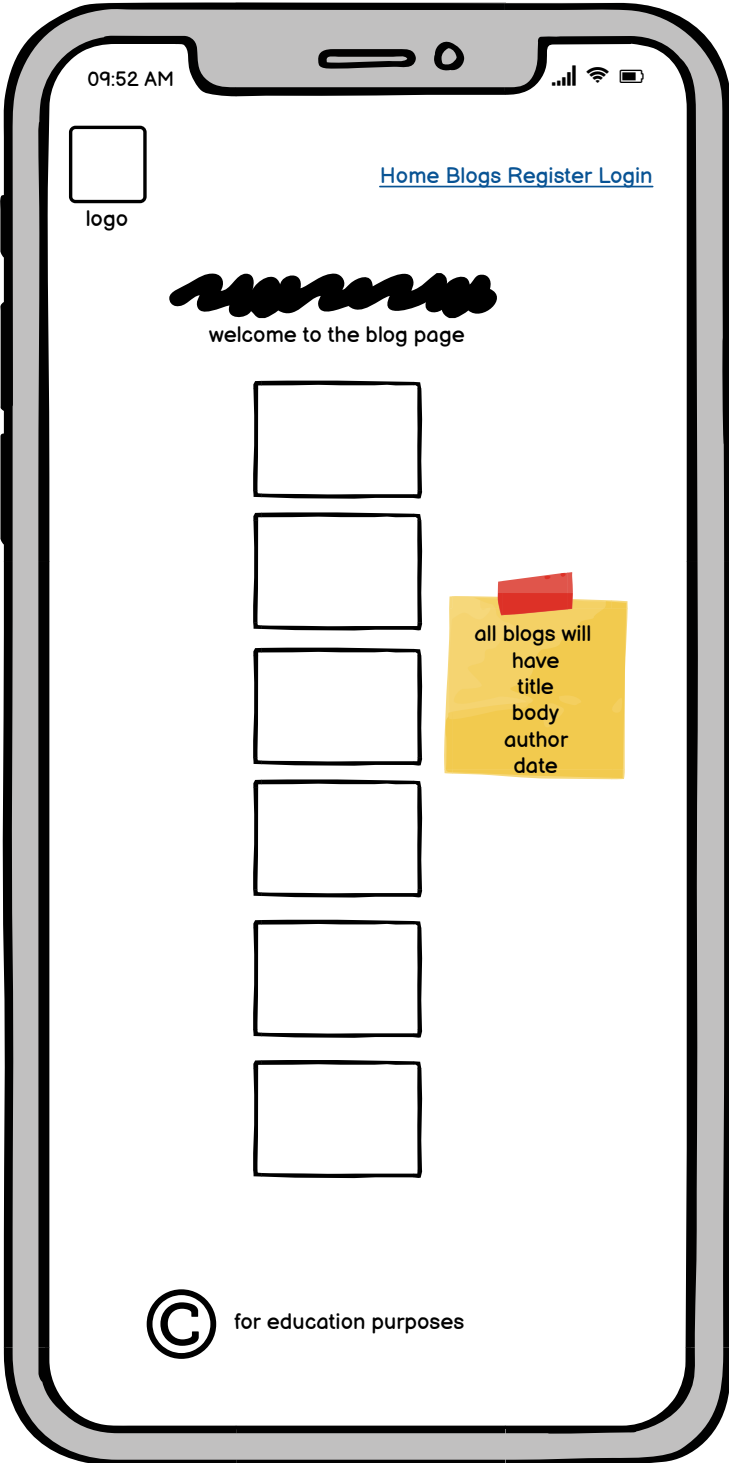 09:52 AM
Home Blogs Register Login
logo
welcome to the blog page
all blogs will
have
title
body
author
date
© for education purposes